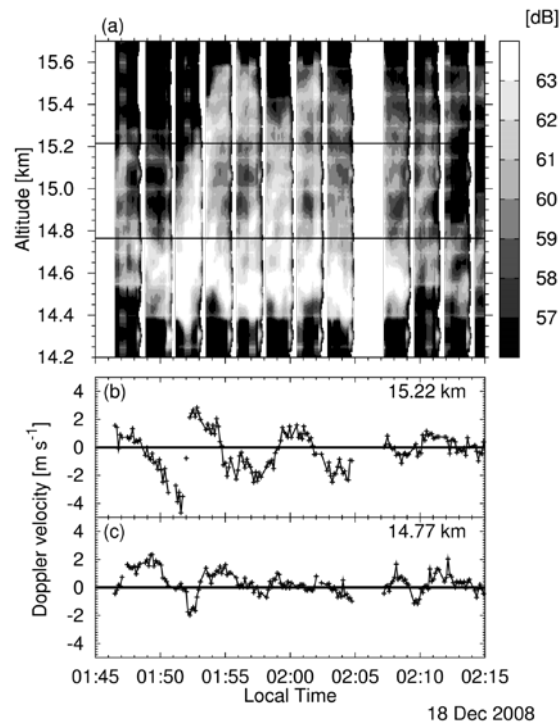 [dB]
(a)
15.6
15.4
15.2
15.0
14.8
14.6
14.4
14.2
Altitude [km]
63
62
61
60
59
58
57
(b)
15.22 km
4
2
0
-2
-4
(c)
14.77 km
4
2
0
-2
-4
Doppler velocity [m s⁻¹]
01:45 01:50 01:55 02:00 02:05 02:10 02:15
Local Time
18 Dec 2008